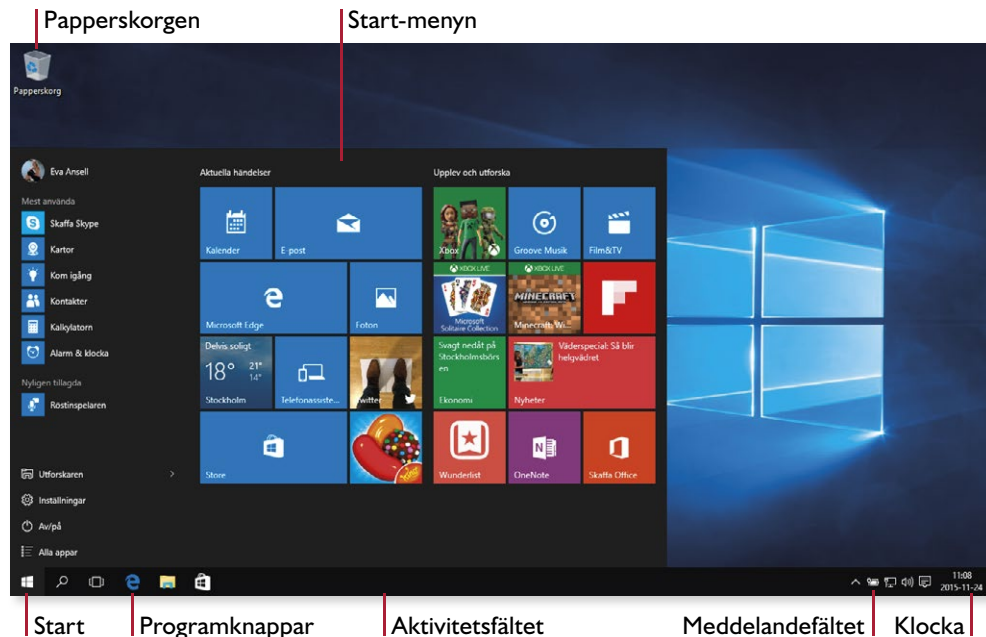 Papperskorgen
Start-menyn
Papperskorg
Eva Ansell
Mest använda
Skaffa Skype
Kartor
Kom igång
Kontakter
Kalkylatorn
Alarm & klocka
Nyligen tillagda
Röstinspelaren
Utforskaren
Inställningar
Av/på
Alla appar
Aktuella händelser
Kalender
E-post
Microsoft Edge
Foton
Delvis soligt
18° 21°
14°
Stockholm
Telefonassiste...
Twitter
Store
Upplev och utforska
Xbox
Groove Musik
Film&TV
XBOX LIVE
Microsoft
Solitaire Collection
XBOX LIVE
MINECRAFT
Minecraft: Wi...
Svagt nedåt på
Stockholmsbörs
en
Ekonomi
Väderspecial: Så blir
helgvädret
Nyheter
Wunderlist
OneNote
Skaffa Office
11:08
2015-11-24
Start
Programknappar
Aktivitetsfältet
Meddelandefältet
Klocka